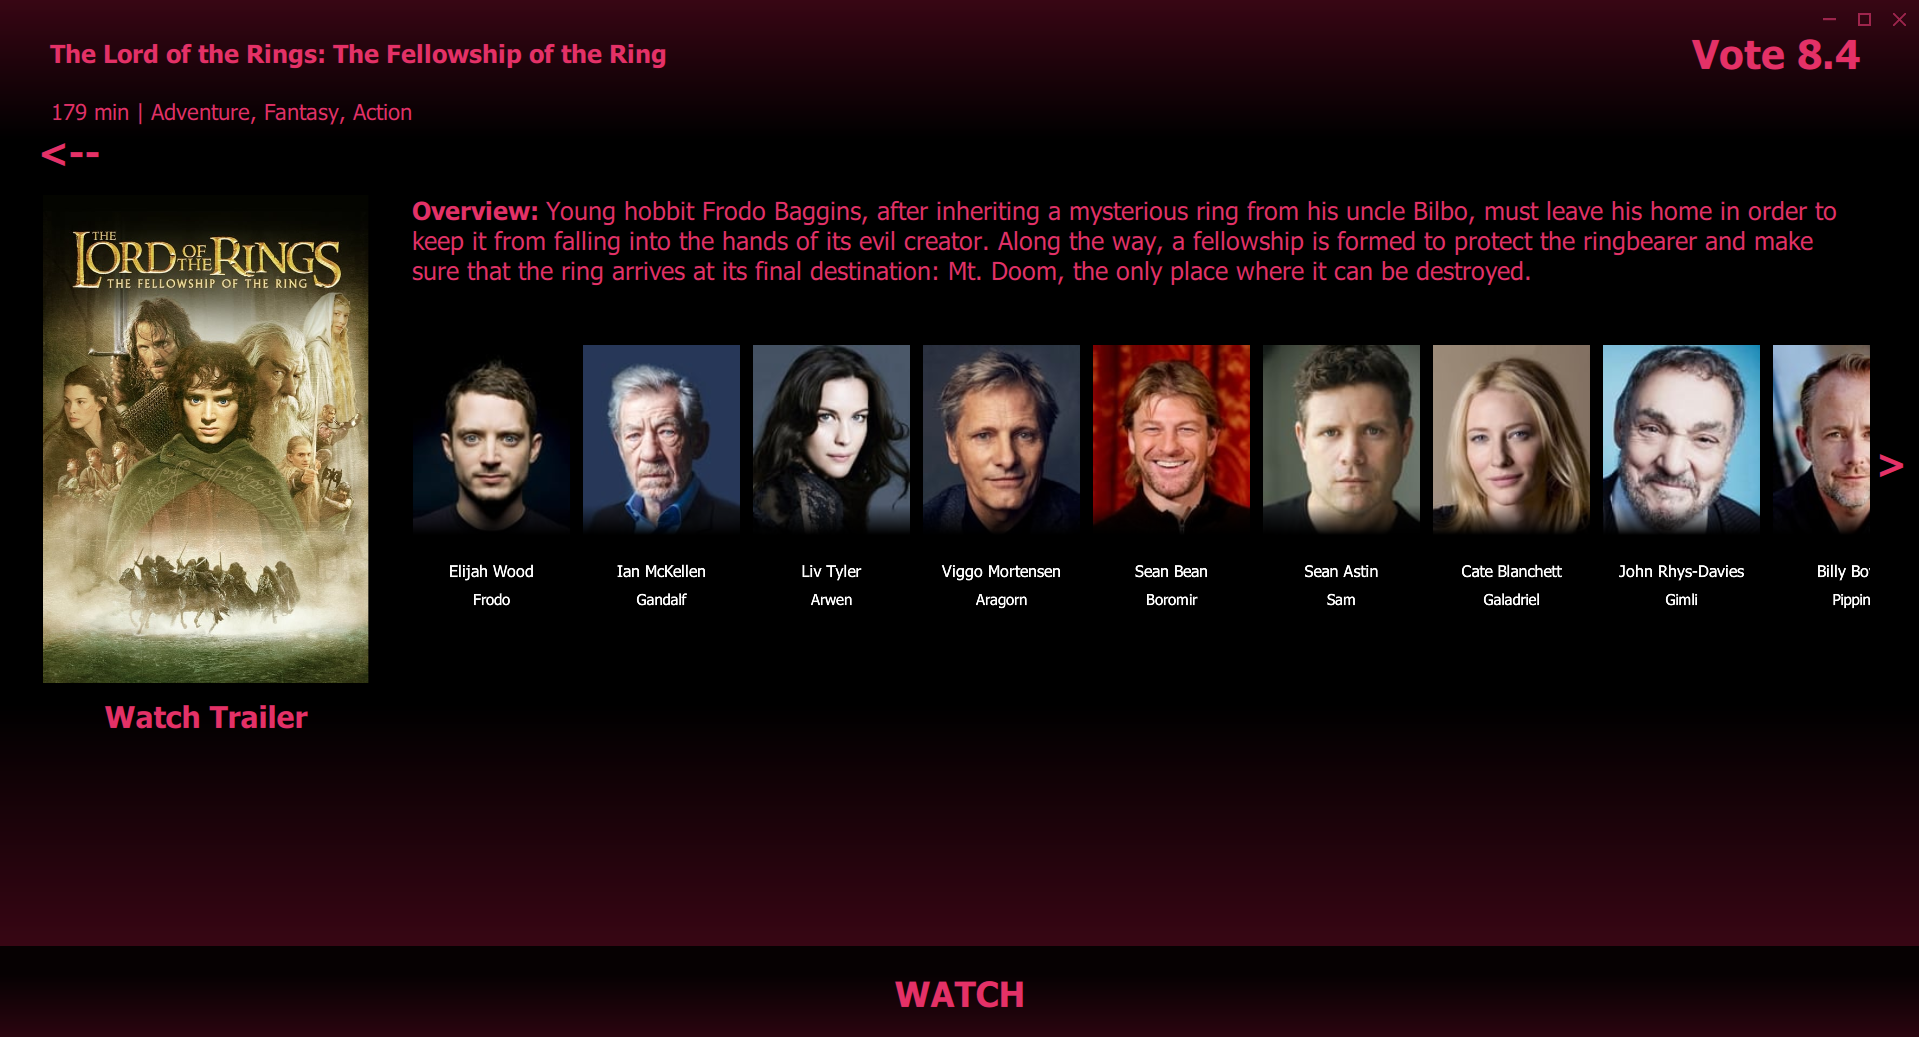 The Lord of the Rings: The Fellowship of the Ring
Vote 8.4
179 min | Adventure, Fantasy, Action
<--
Overview: Young hobbit Frodo Baggins, after inheriting a mysterious ring from his uncle Bilbo, must leave his home in order to
keep it from falling into the hands of its evil creator. Along the way, a fellowship is formed to protect the ringbearer and make
sure that the ring arrives at its final destination: Mt. Doom, the only place where it can be destroyed.
THE
LORD OF THE RINGS
THE FELLOWSHIP OF THE RING
>
Elijah Wood
Frodo
Ian McKellen
Gandalf
Liv Tyler
Arwen
Viggo Mortensen
Aragorn
Sean Bean
Boromir
Sean Astin
Sam
Cate Blanchett
Galadriel
John Rhys-Davies
Gimli
Billy Bo
Pippin
Watch Trailer
WATCH